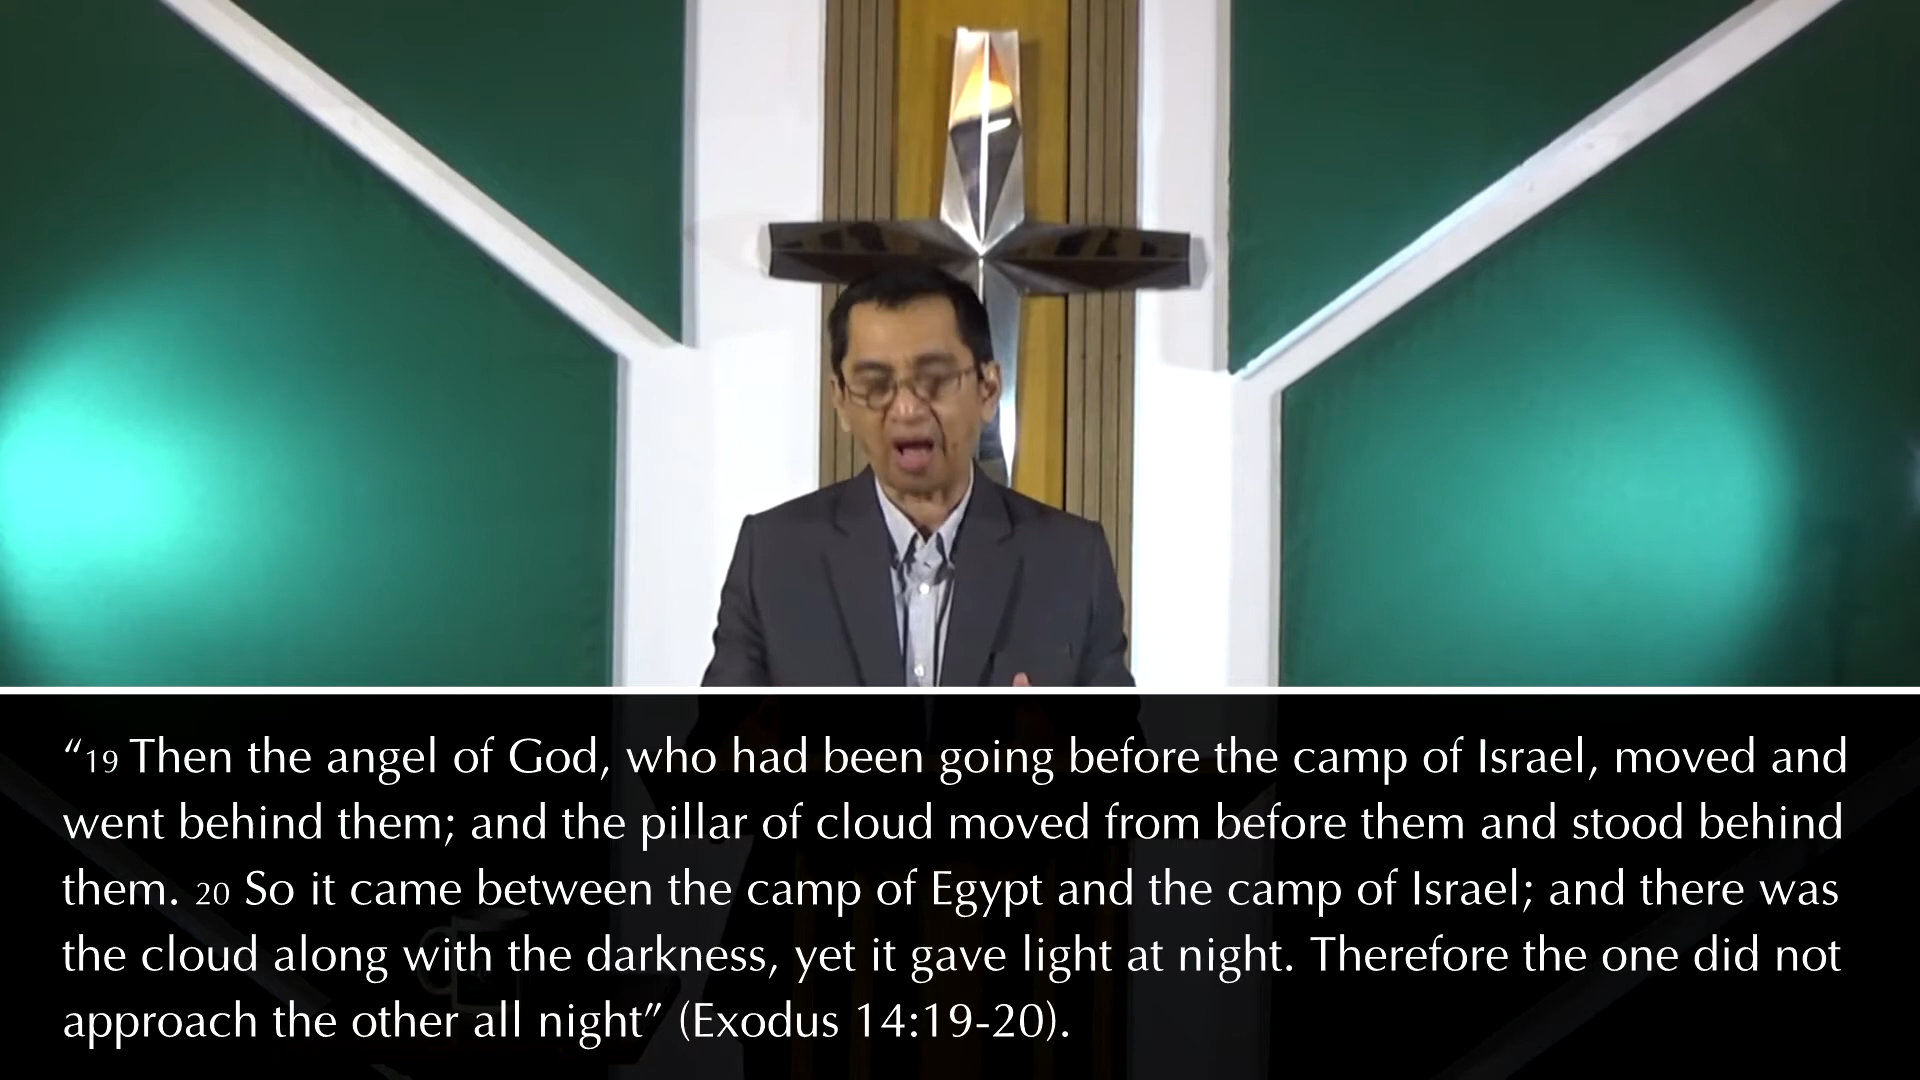 “19 Then the angel of God, who had been going before the camp of Israel, moved and
went behind them; and the pillar of cloud moved from before them and stood behind
them. 20 So it came between the camp of Egypt and the camp of Israel; and there was
the cloud along with the darkness, yet it gave light at night. Therefore the one did not
approach the other all night” (Exodus 14:19-20).